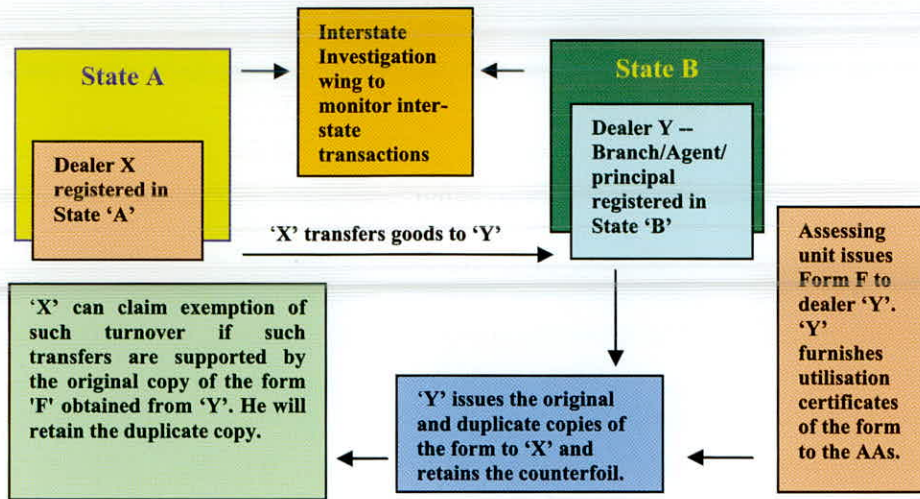 State A
Dealer X
registered in
State ‘A’
Interstate
Investigation
wing to
monitor inter-
state
transactions
State B
Dealer Y --
Branch/Agent/
principal
registered in
State ‘B’
‘X’ transfers goods to ‘Y’
Assessing
unit issues
Form F to
dealer ‘Y’.
‘Y’
furnishes
utilisation
certificates
of the form
to the AAs.
‘Y’ issues the original
and duplicate copies of
the form to ‘X’ and
retains the counterfoil.
‘X’ can claim exemption of
such turnover if such
transfers are supported by
the original copy of the form
'F' obtained from ‘Y’. He will
retain the duplicate copy.